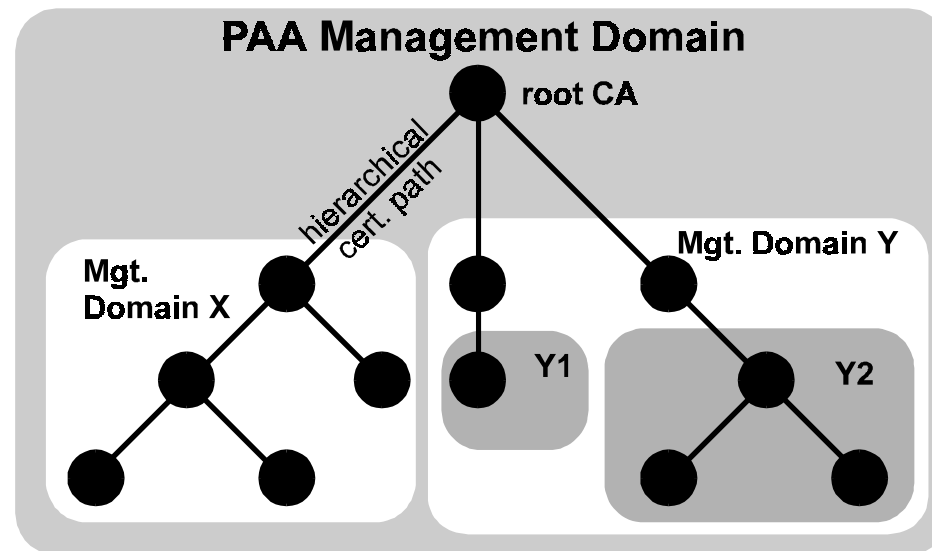 PAA Management Domain
root CA
hierarchical
cert. path
Mgt.
Domain X
Mgt. Domain Y
Y1
Y2